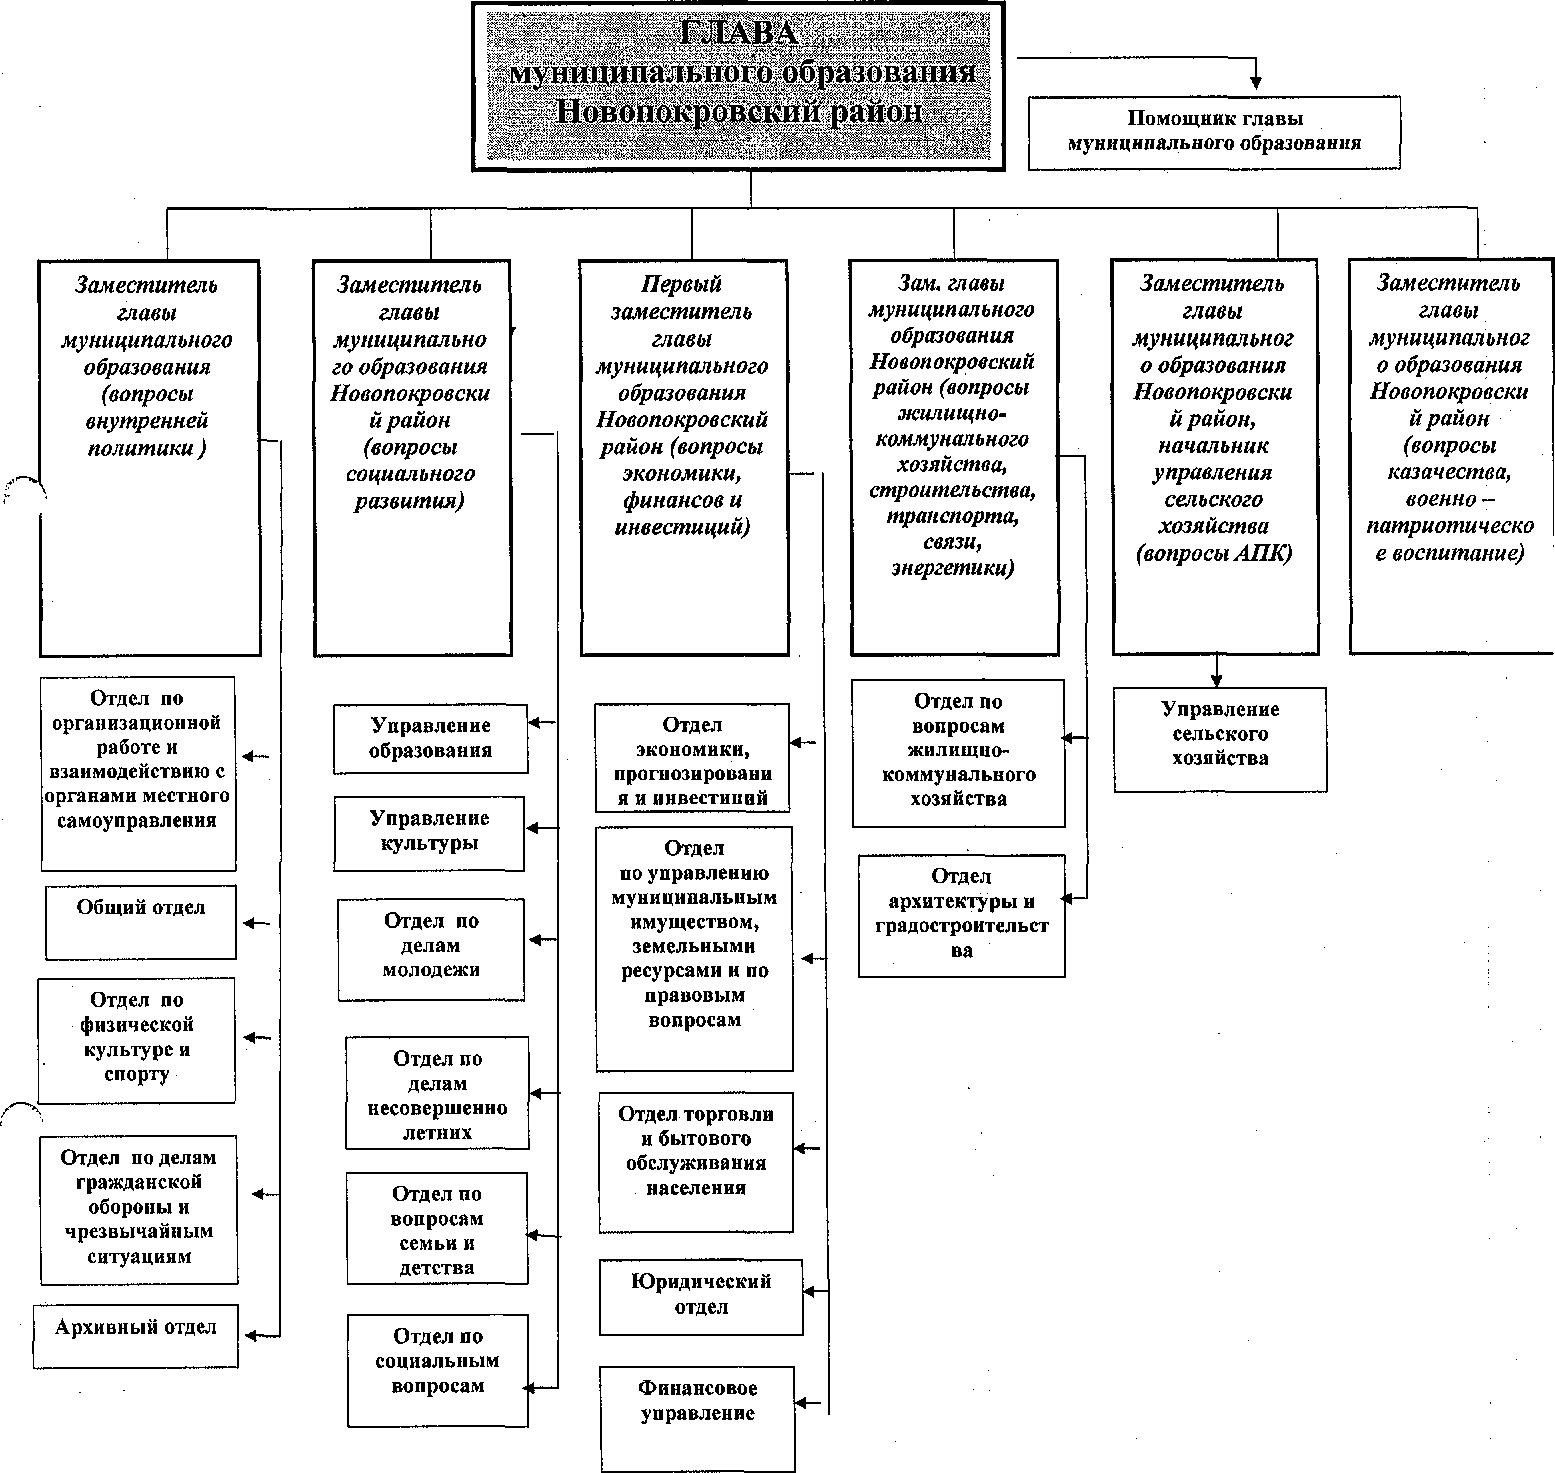 ГЛАВА
муниципального образования
Новопокровский район
Помощник главы
муниципального образования
Заместитель
главы
муниципального
образования
(вопросы
внутренней
политики )
Заместитель
главы
муниципально
го образования
Новопокровски
й район
(вопросы
социального
развития)
Первый
заместитель
главы
муниципального
образования
Новопокровский
район (вопросы
экономики,
финансов и
инвестиций)
Зам. главы
муниципального
образования
Новопокровский
район (вопросы
жилищно-
коммунального
хозяйства,
строительства,
транспорта,
связи,
энергетики)
Заместитель
главы
муниципальног
о образования
Новопокровски
й район,
начальник
управления
сельского
хозяйства
(вопросы АПК)
Заместитель
главы
муниципальног
о образования
Новопокровски
й район
(вопросы
казачества,
военно –
патриотическо
е воспитание)
Отдел по
организационной
работе и
взаимодействию с
органами местного
самоуправления
Общий отдел
Отдел по
физической
культуре и
спорту
Отдел по делам
гражданской
обороны и
чрезвычайным
ситуациям
Архивный отдел
Управление
образования
Управление
культуры
Отдел по
делам
молодежи
Отдел по
делам
несовершенно
летних
Отдел по
вопросам
семьи и
детства
Отдел по
социальным
вопросам
Отдел
экономики,
прогнозировани
я и инвестиций
Отдел
по управлению
муниципальным
имуществом,
земельными
ресурсами и по
правовым
вопросам
Отдел торговли
и бытового
обслуживания
населения
Юридический
отдел
Финансовое
управление
Отдел по
вопросам
жилищно-
коммунального
хозяйства
Отдел
архитектуры и
градостроительст
ва
Управление
сельского
хозяйства